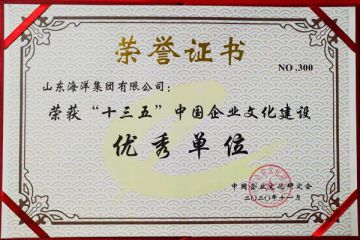 荣誉证书
NO.300
山东海洋集团有限公司：
荣获“十三五”中国企业文化建设
优秀单位
中国企业文化研究会
二〇二〇年十一月